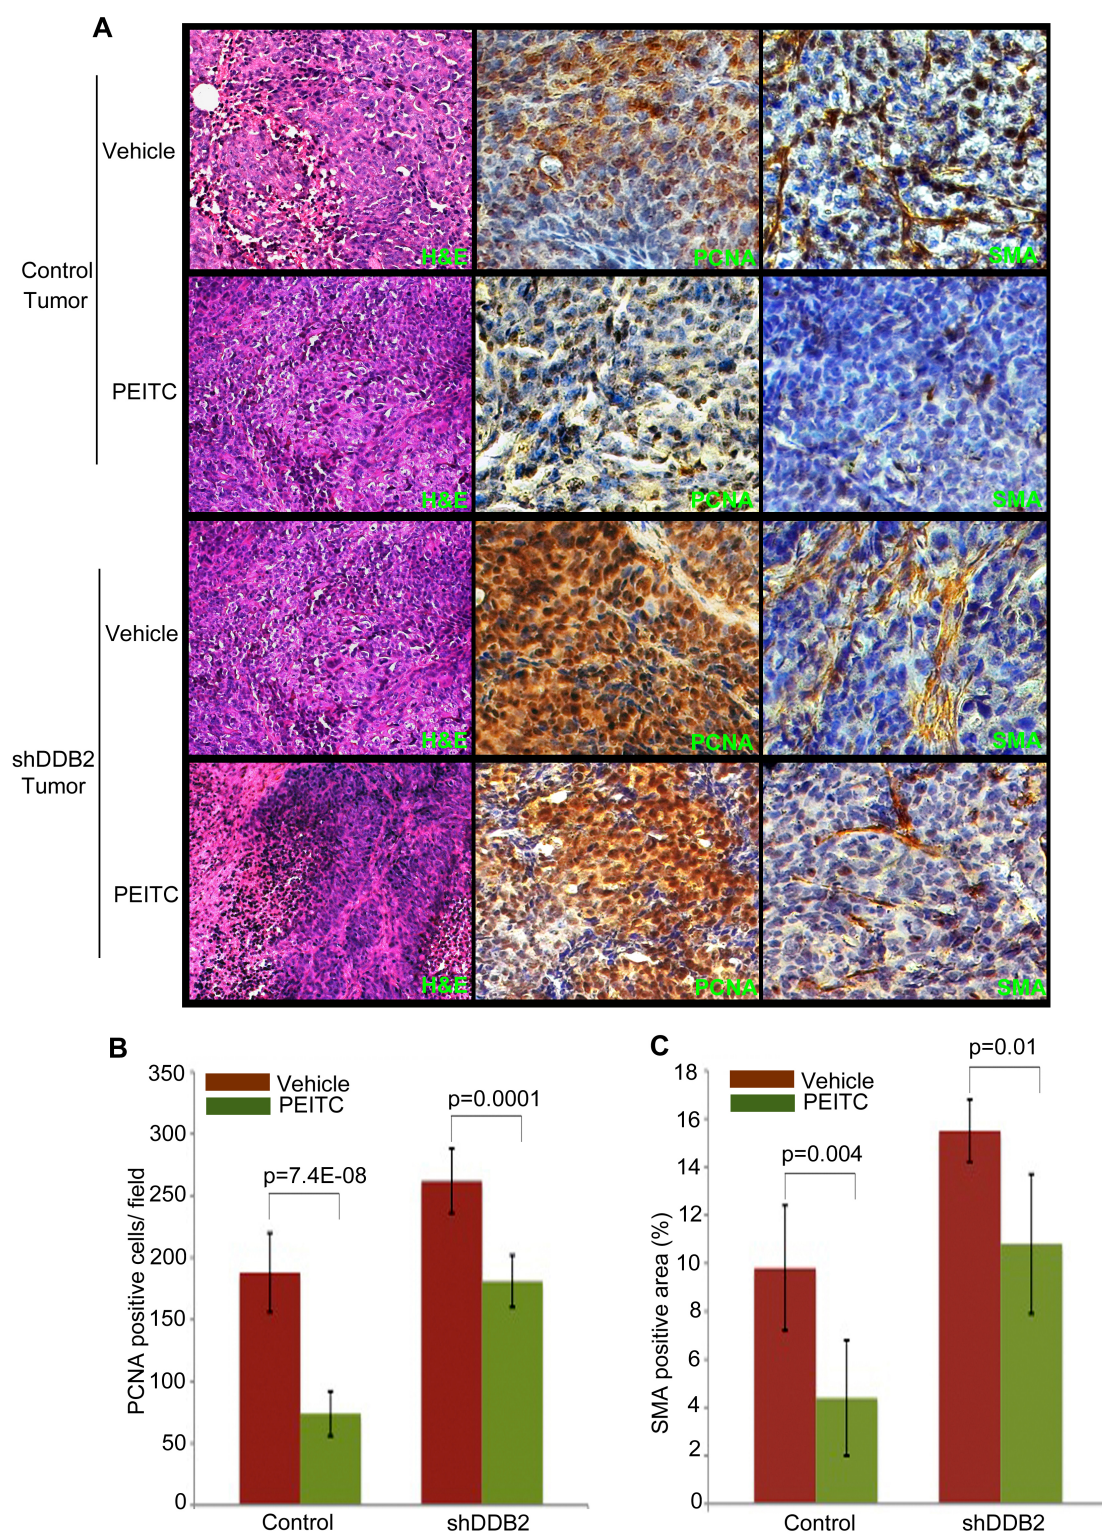 A
Vehicle
H&E
PCNA
SMA
Control
Tumor
PEITC
H&E
PCNA
SMA
Vehicle
H&E
PCNA
SMA
shDDB2
Tumor
PEITC
H&E
PCNA
SMA
B
PCNA positive cells/ field
350
300
250
200
150
100
50
0
Vehicle
PEITC
p=7.4E-08
p=0.0001
Control
shDDB2
C
SMA positive area (%)
18
16
14
12
10
8
6
4
2
0
Vehicle
PEITC
p=0.004
p=0.01
Control
shDDB2